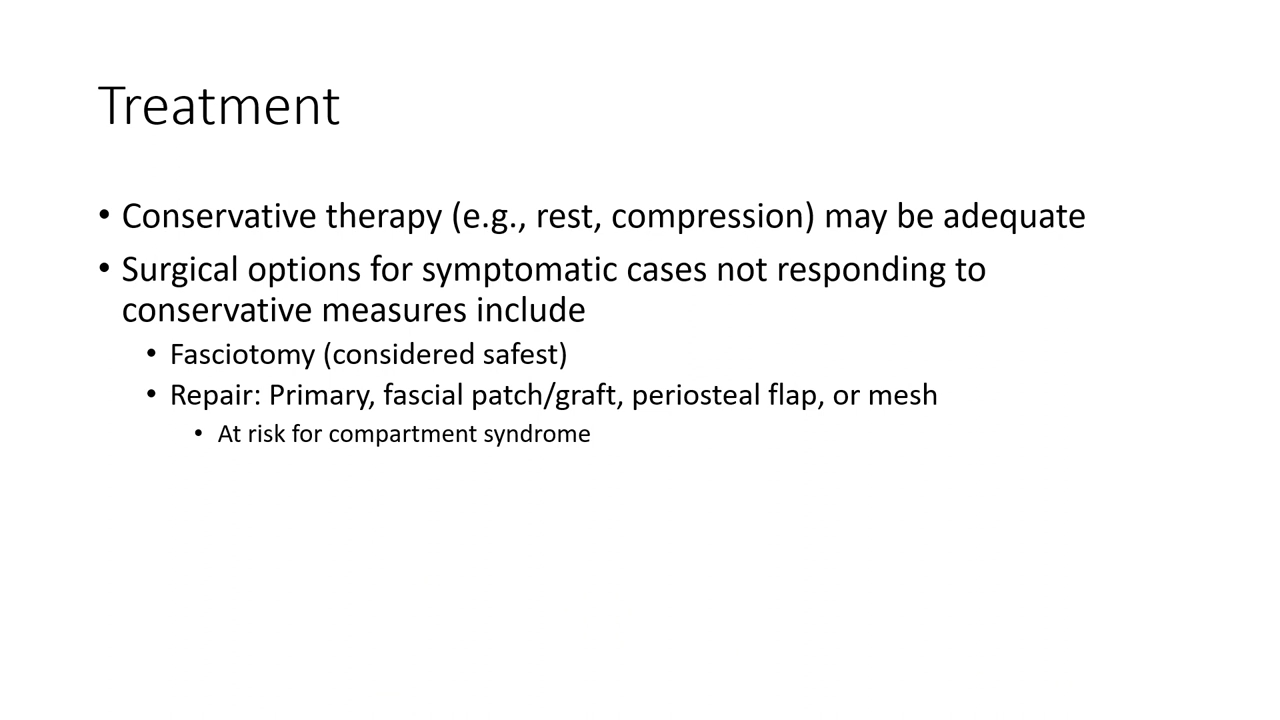 Treatment
• Conservative therapy (e.g., rest, compression) may be adequate
• Surgical options for symptomatic cases not responding to
conservative measures include
• Fasciotomy (considered safest)
• Repair: Primary, fascial patch/graft, periosteal flap, or mesh
• At risk for compartment syndrome